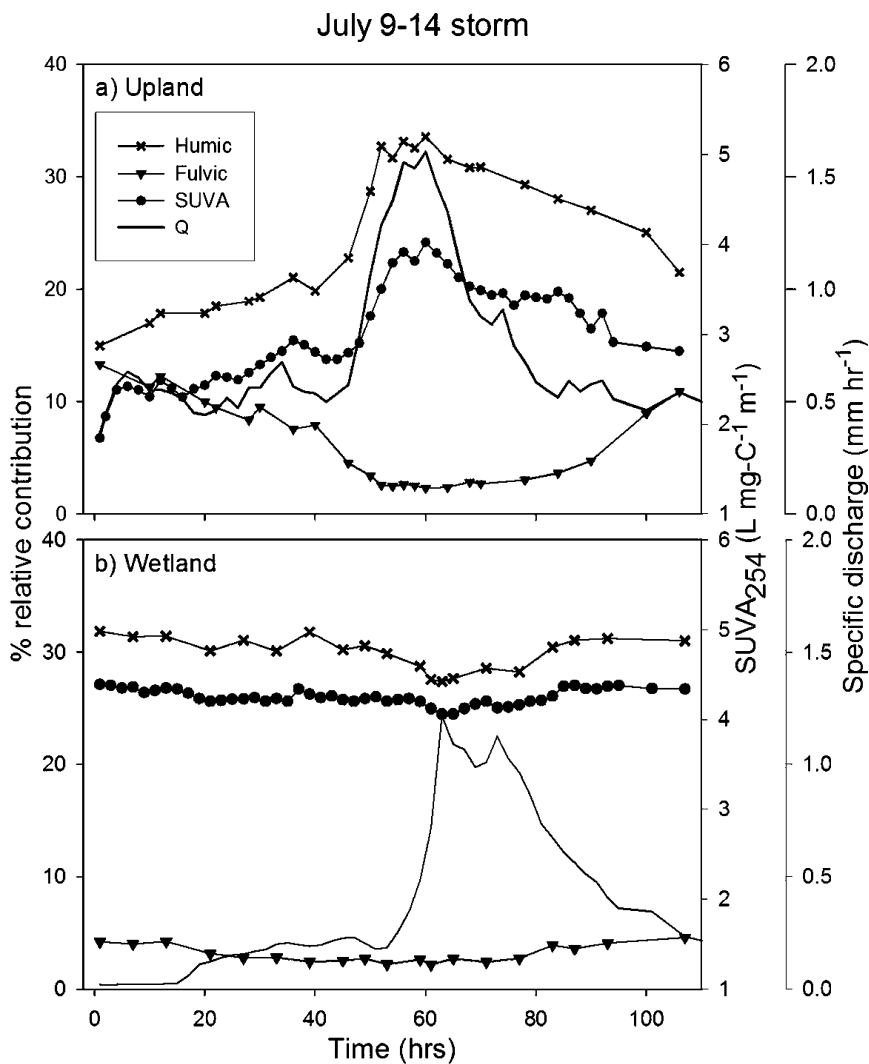 July 9-14 storm
a) Upland
Humic
Fulvic
SUVA
Q
40
30
20
10
0
6
5
4
3
2
1
2.0
1.5
1.0
0.5
0.0
b) Wetland
40
30
20
10
0
6
5
4
3
2
1
2.0
1.5
1.0
0.5
0.0
% relative contribution
SUVA254 (L mg-C-1 m-1)
Specific discharge (mm hr-1)
0 20 40 60 80 100
Time (hrs)